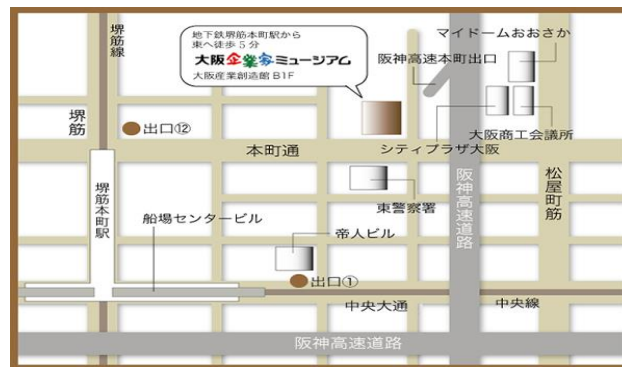 堺筋線
地下鉄堺筋本町駅から
東へ徒歩5分
大阪企業家ミュージアム
大阪産業創造館B1F
マイドームおおさか
阪神高速本町出口
堺筋
出口⑫
本町通
シティプラザ大阪
大阪商工会議所
堺筋本町駅
船場センタービル
東警察署
帝人ビル
阪神高速道路
松屋町筋
出口①
中央大通
中央線
阪神高速道路